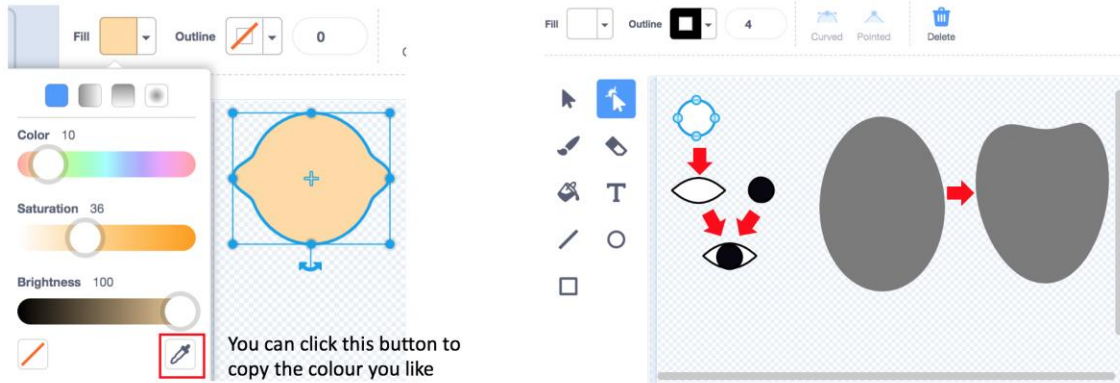 Fill Outline 0
Color 10
Saturation 36
Brightness 100
You can click this button to
copy the colour you like
Fill Outline 4 Curved Pointed Delete
T